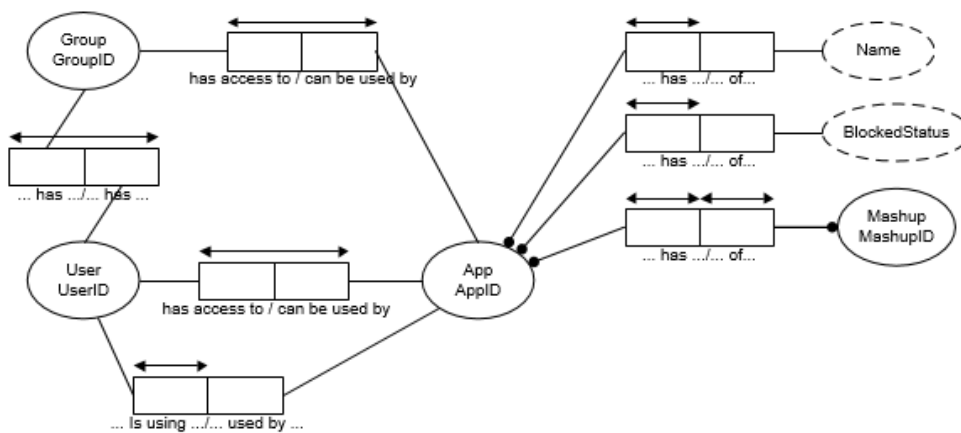 Group
GroupID
has access to / can be used by
... has .../... of...
Name
... has .../... of...
BlockedStatus
... has .../... has ...
... has .../... of...
Mashup
MashupID
User
UserID
has access to / can be used by
App
AppID
... Is using .../... used by ...